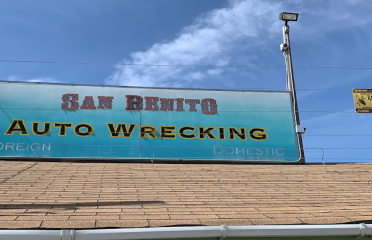 SAN BENITO
AUTO WRECKING
OREIGN DOMESTIC